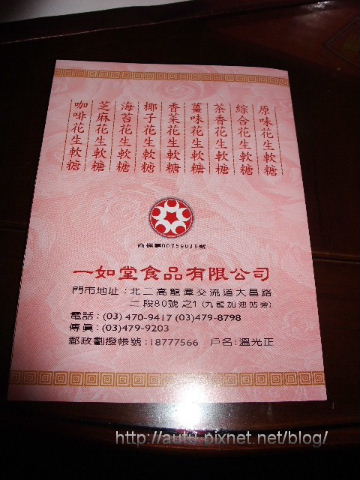 原味花生軟糖
綜合花生軟糖
茶香花生軟糖
薑味花生軟糖
香菜花生軟糖
椰子花生軟糖
海苔花生軟糖
芝麻花生軟糖
咖啡花生軟糖
一如堂食品有限公司
門市地址：北二高龍潭交流道大昌路
二段80號之1(九龍加油站旁)
電話：(03) 470-9417 (03)479-8798
傳真：(03)479-9203
郵政劃撥帳號：18777566 戶名：溫光正
http://auto.pixnet.net/blog/